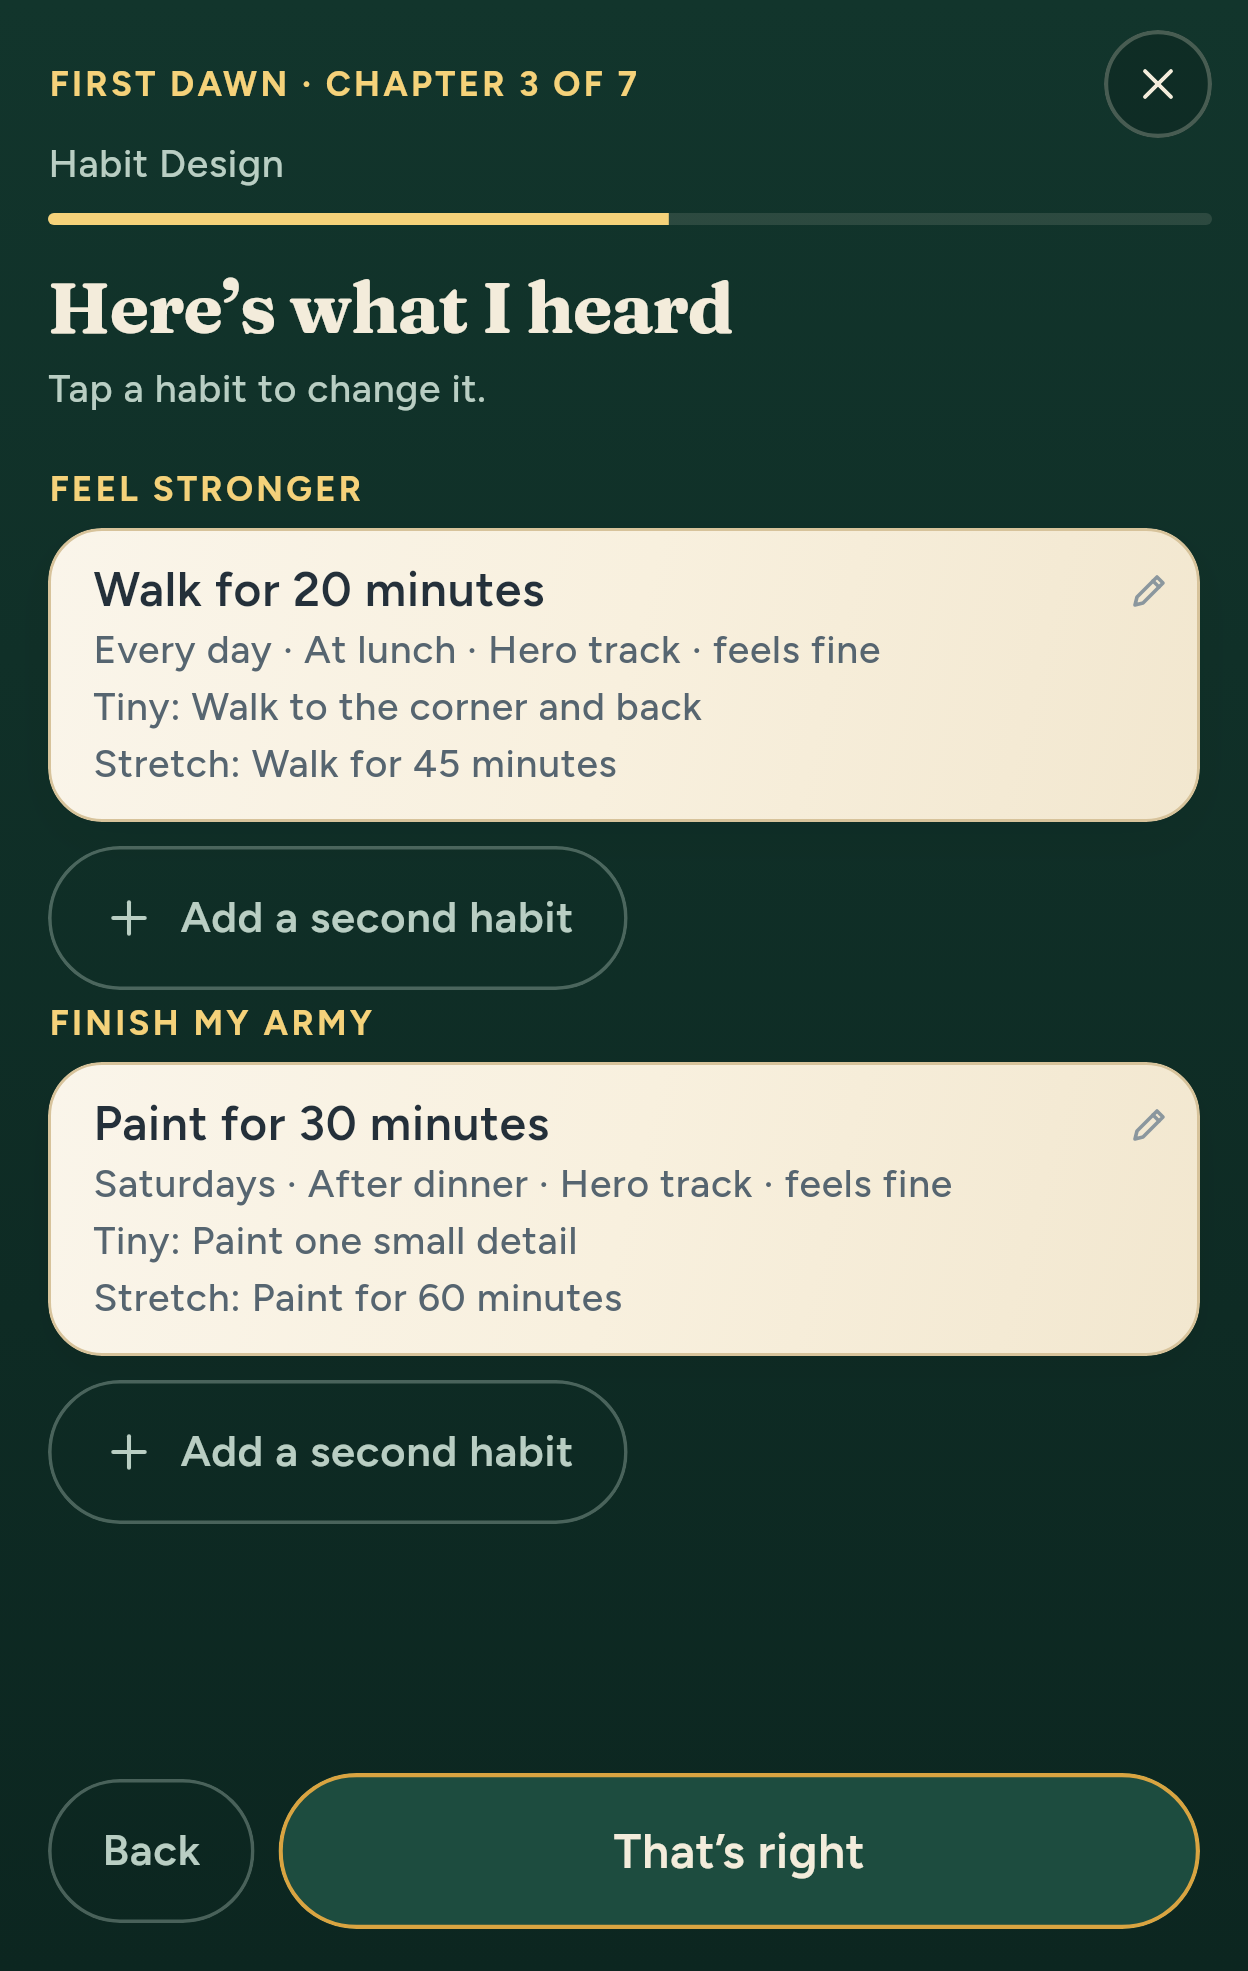 FIRST DAWN · CHAPTER 3 OF 7
Habit Design
Here’s what I heard
Tap a habit to change it.
FEEL STRONGER
Walk for 20 minutes
Every day · At lunch · Hero track · feels fine
Tiny: Walk to the corner and back
Stretch: Walk for 45 minutes
Add a second habit
FINISH MY ARMY
Paint for 30 minutes
Saturdays · After dinner · Hero track · feels fine
Tiny: Paint one small detail
Stretch: Paint for 60 minutes
Add a second habit
Back
That’s right